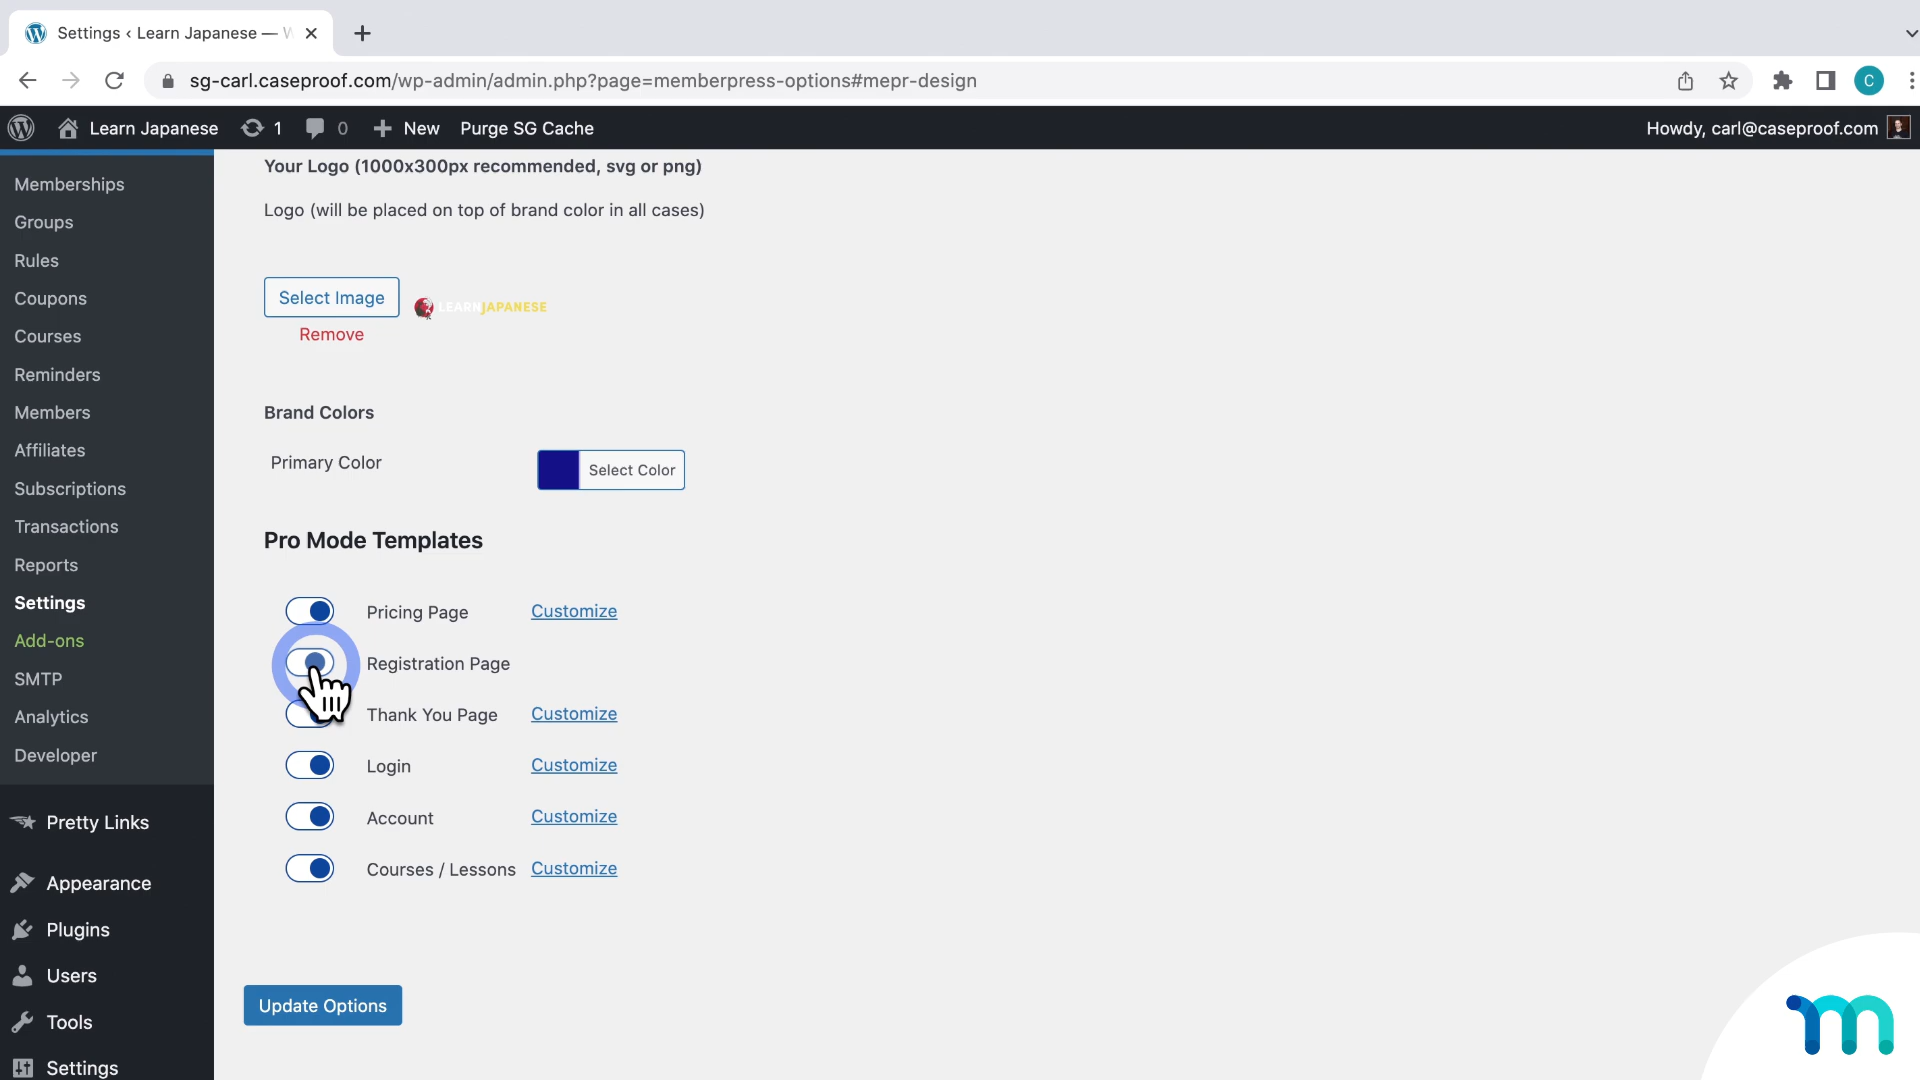 Settings ‹ Learn Japanese — W
sg-carl.caseproof.com/wp-admin/admin.php?page=memberpress-options#mepr-design
C
Learn Japanese
1
0
New
Purge SG Cache
Howdy, carl@caseproof.com
Memberships
Groups
Rules
Coupons
Courses
Reminders
Members
Affiliates
Subscriptions
Transactions
Reports
Settings
Add-ons
SMTP
Analytics
Developer
Pretty Links
Appearance
Plugins
Users
Tools
Settings
Your Logo (1000x300px recommended, svg or png)
Logo (will be placed on top of brand color in all cases)
Select Image
LEARNJAPANESE
Remove
Brand Colors
Primary Color
Select Color
Pro Mode Templates
Pricing Page
Customize
Registration Page
Thank You Page
Customize
Login
Customize
Account
Customize
Courses / Lessons
Customize
Update Options
m